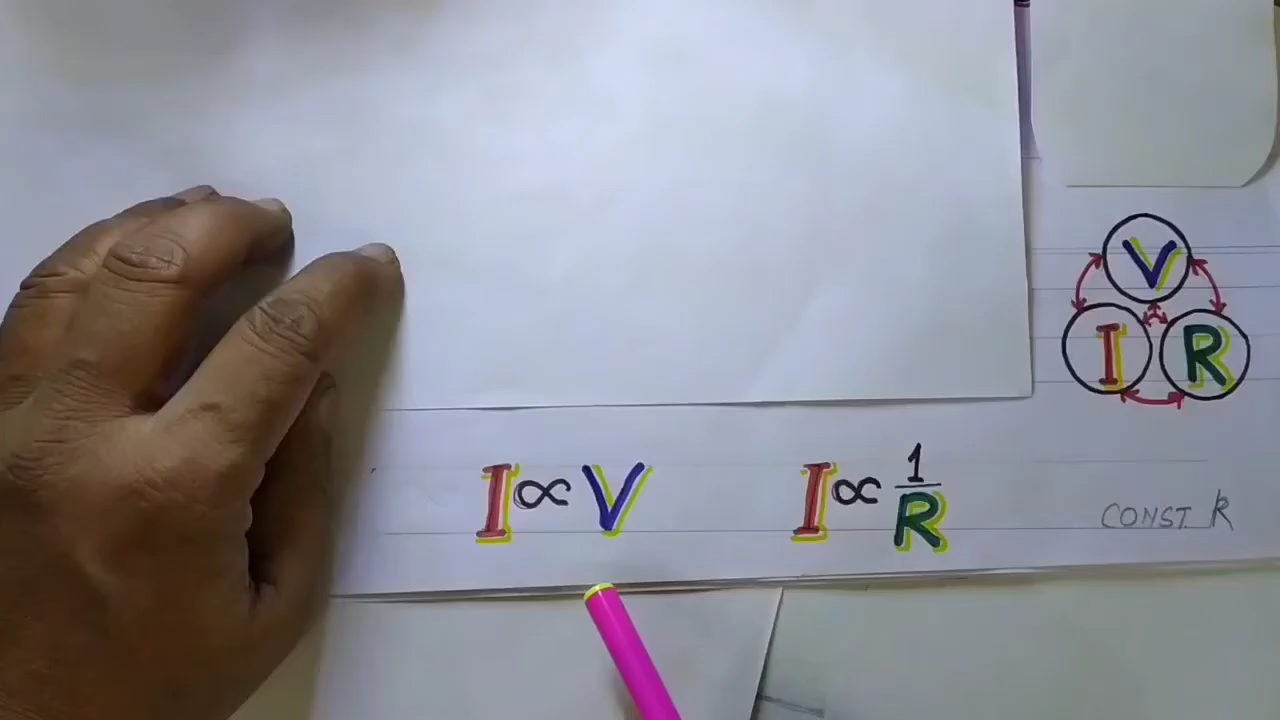 V
I R
I ∝ V I ∝ 1/R
CONST k